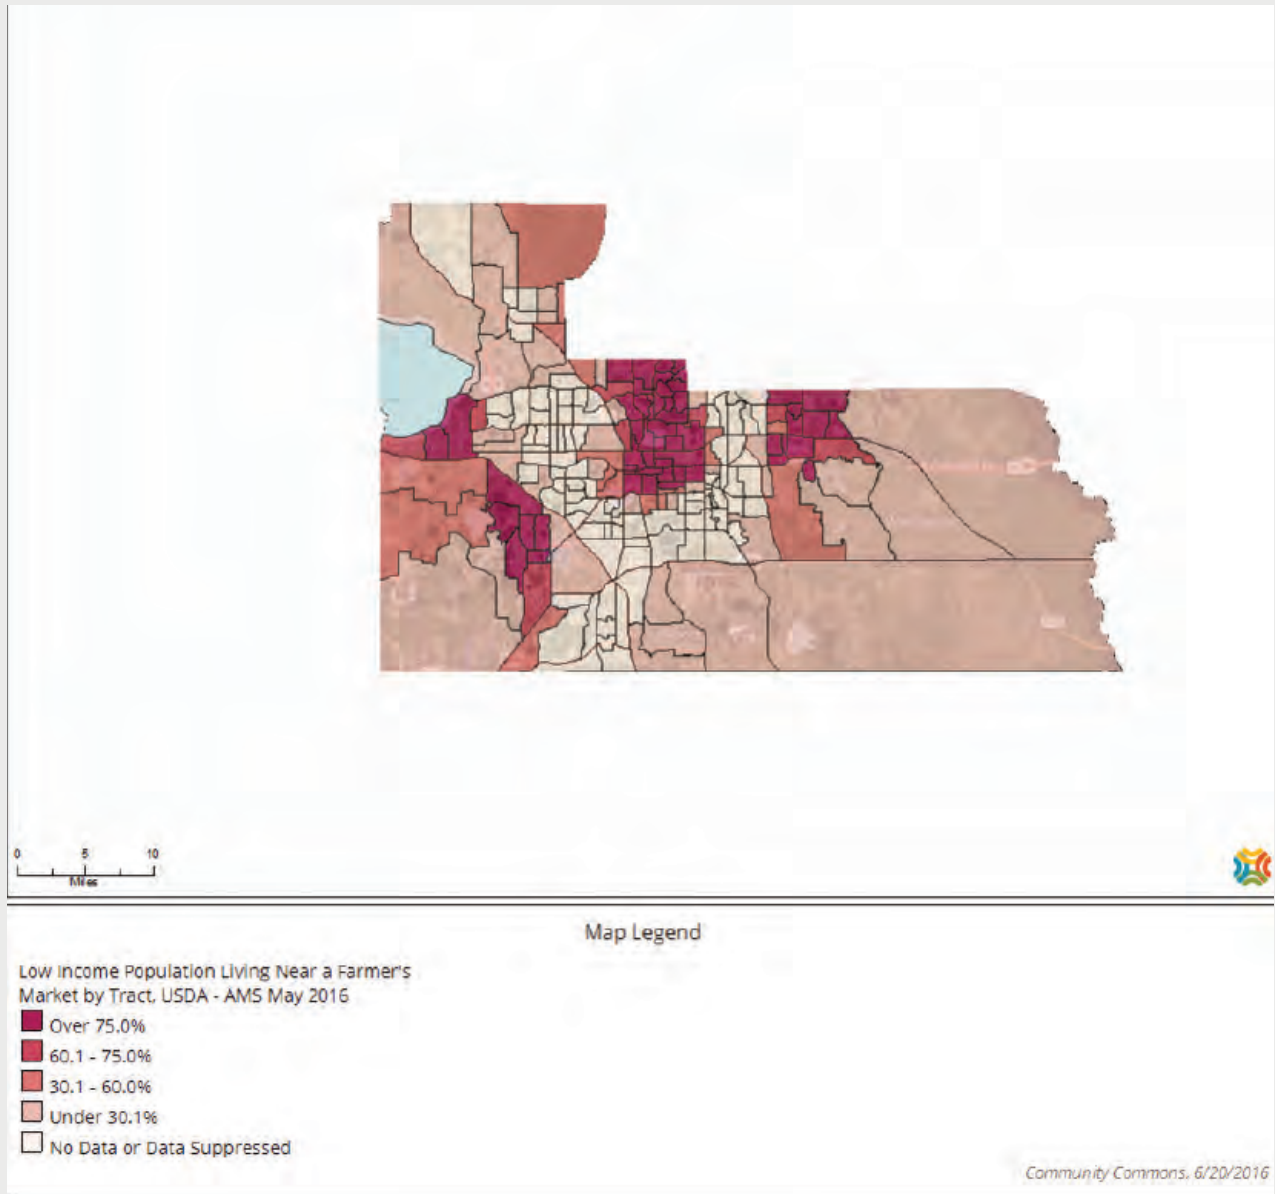 0 5 10
Miles
Map Legend
Low Income Population Living Near a Farmer's
Market by Tract, USDA - AMS May 2016
Over 75.0%
60.1 - 75.0%
30.1 - 60.0%
Under 30.1%
No Data or Data Suppressed
Community Commons, 6/20/2016